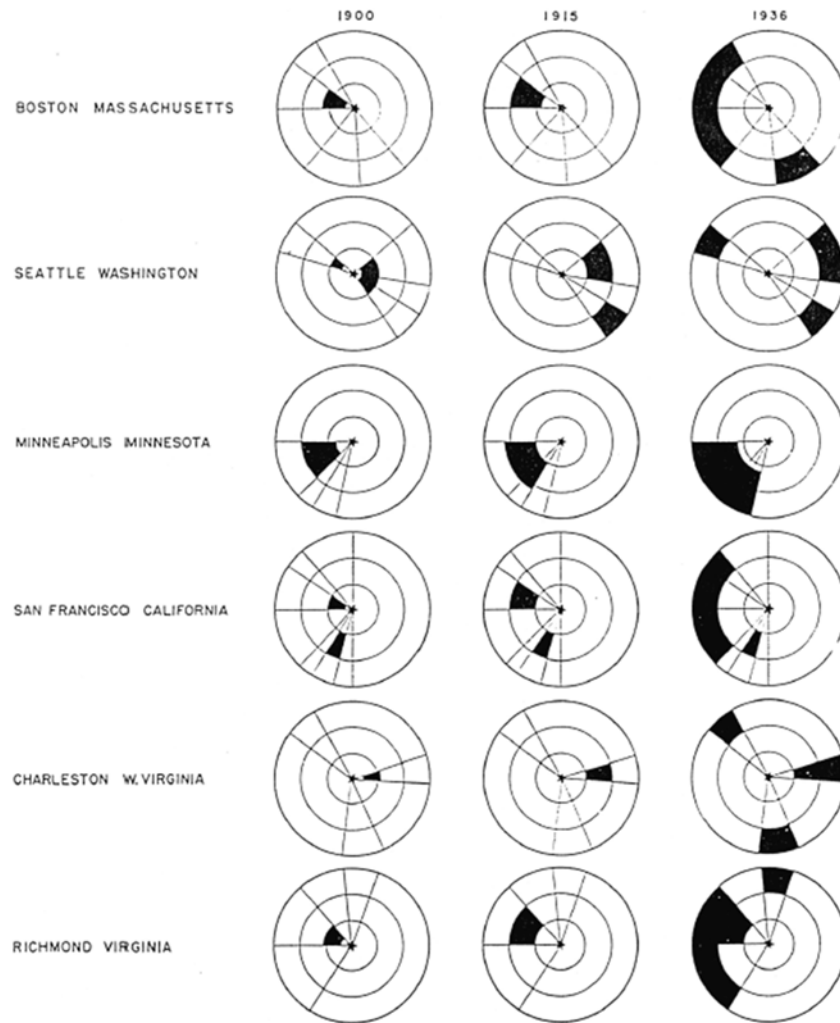 1900 1915 1936
BOSTON MASSACHUSETTS
SEATTLE WASHINGTON
MINNEAPOLIS MINNESOTA
SAN FRANCISCO CALIFORNIA
CHARLESTON W. VIRGINIA
RICHMOND VIRGINIA